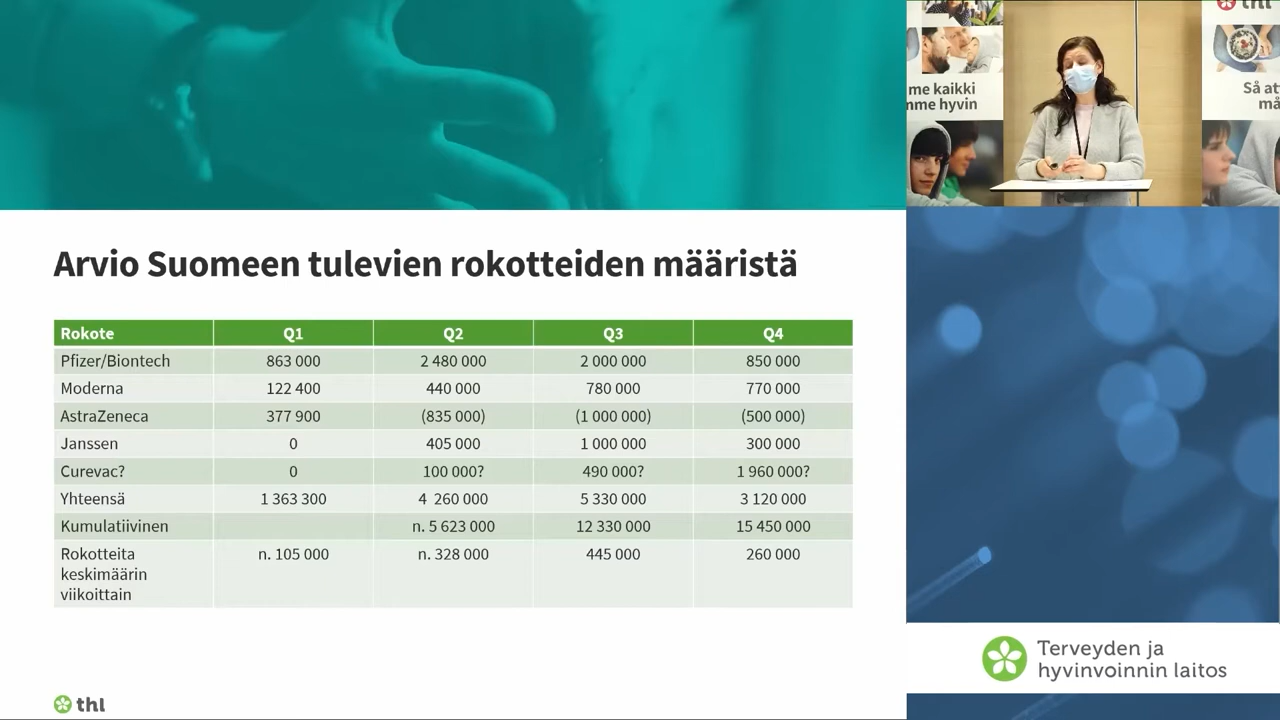 Arvio Suomeen tulevien rokotteiden määristä
Rokote Q1 Q2 Q3 Q4
Pfizer/Biontech 863 000 2 480 000 2 000 000 850 000
Moderna 122 400 440 000 780 000 770 000
AstraZeneca 377 900 (835 000) (1 000 000) (500 000)
Janssen 0 405 000 1 000 000 300 000
Curevac? 0 100 000? 490 000? 1 960 000?
Yhteensä 1 363 300 4 260 000 5 330 000 3 120 000
Kumulatiivinen n. 5 623 000 12 330 000 15 450 000
Rokotteita n. 105 000 n. 328 000 445 000 260 000
keskimäärin
viikoittain
thl
thl
me kaikki
mme hyvin
Så at
må
Terveyden ja
hyvinvoinnin laitos